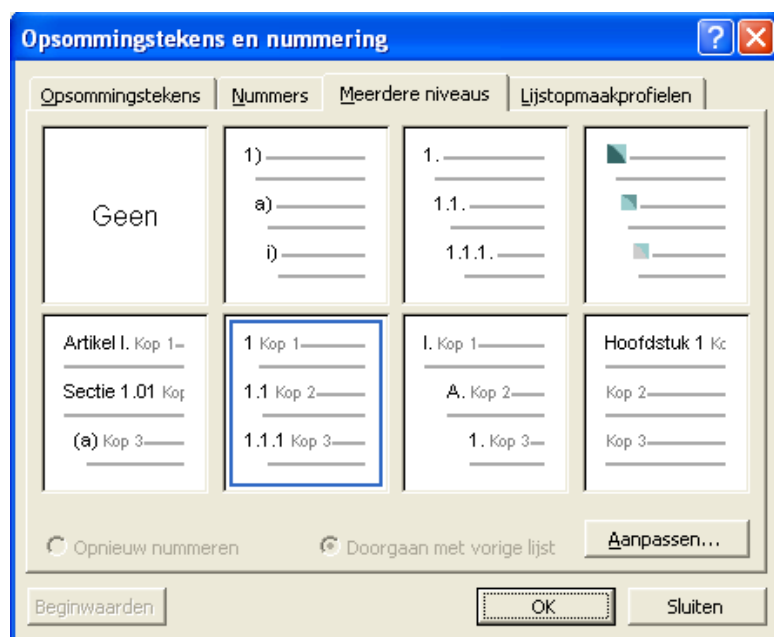 Opsommingstekens en nummering
Opsommingstekens Nummers Meerdere niveaus Lijstopmaakprofielen
Geen
1)
a)
i)
1.
1.1.
1.1.1.
Artikel I. Kop 1
Sectie 1.01 Kop
(a) Kop 3
1 Kop 1
1.1 Kop 2
1.1.1 Kop 3
I. Kop 1
A. Kop 2
1. Kop 3
Hoofdstuk 1 Ko
Kop 2
Kop 3
Opnieuw nummeren Doorgaan met vorige lijst Aanpassen...
Beginwaarden OK Sluiten